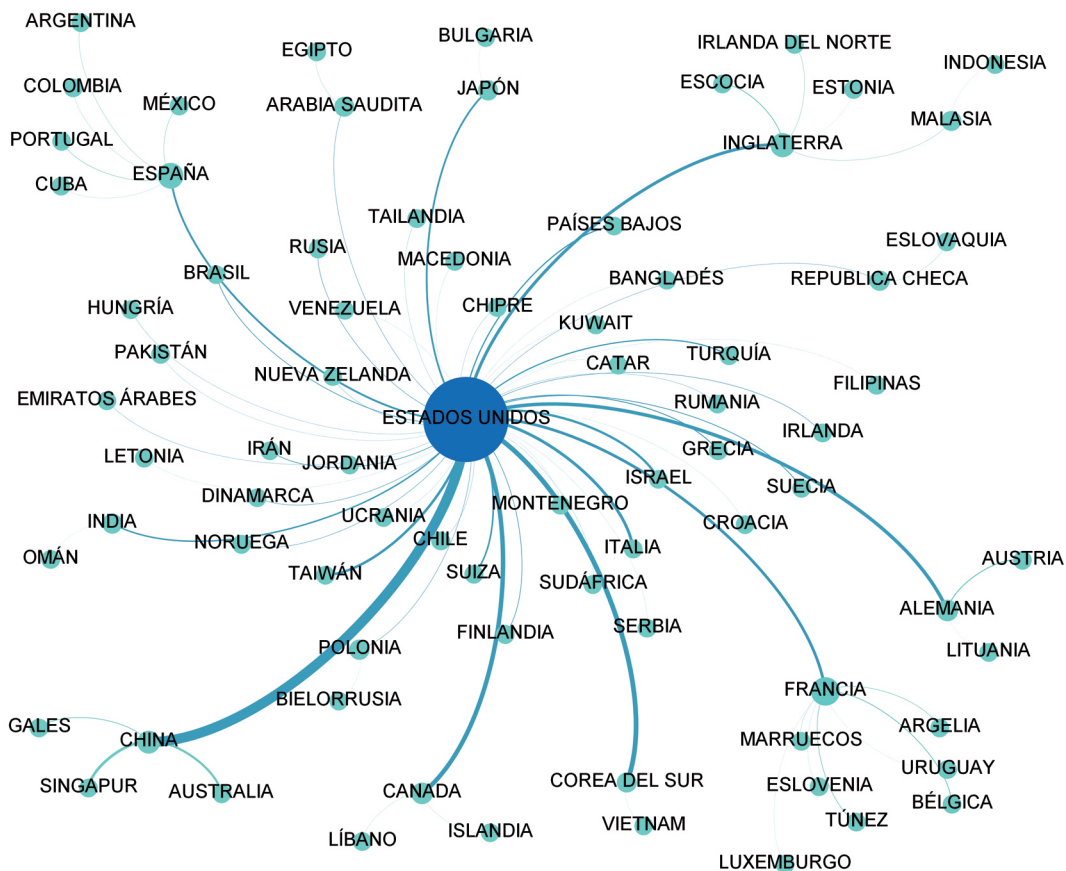 ARGENTINA
BULGARIA
EGIPTO
IRLANDA DEL NORTE
INDONESIA
COLOMBIA
MÉXICO
ARABIA SAUDITA
JAPÓN
ESCOCIA
ESTONIA
MALASIA
PORTUGAL
INGLATERRA
ESPAÑA
CUBA
TAILANDIA
PAÍSES BAJOS
RUSIA
ESLOVAQUIA
MACEDONIA
BRASIL
BANGLADÉS
REPUBLICA CHECA
HUNGRÍA
VENEZUELA
CHIPRE
KUWAIT
PAKISTÁN
TURQUÍA
NUEVA ZELANDA
CATAR
FILIPINAS
EMIRATOS ÁRABES
RUMANIA
ESTADOS UNIDOS
IRLANDA
LETONIA
IRÁN
JORDANIA
GRECIA
ISRAEL
SUECIA
DINAMARCA
MONTENEGRO
INDIA
UCRANIA
CROACIA
NORUEGA
CHILE
ITALIA
OMÁN
AUSTRIA
TAIWÁN
SUIZA
SUDÁFRICA
ALEMANIA
FINLANDIA
SERBIA
POLONIA
LITUANIA
FRANCIA
BIELORRUSIA
GALES
CHINA
MARRUECOS
ARGELIA
URUGUAY
SINGAPUR
AUSTRALIA
CANADA
COREA DEL SUR
ESLOVENIA
BÉLGICA
LÍBANO
ISLANDIA
VIETNAM
TÚNEZ
LUXEMBURGO